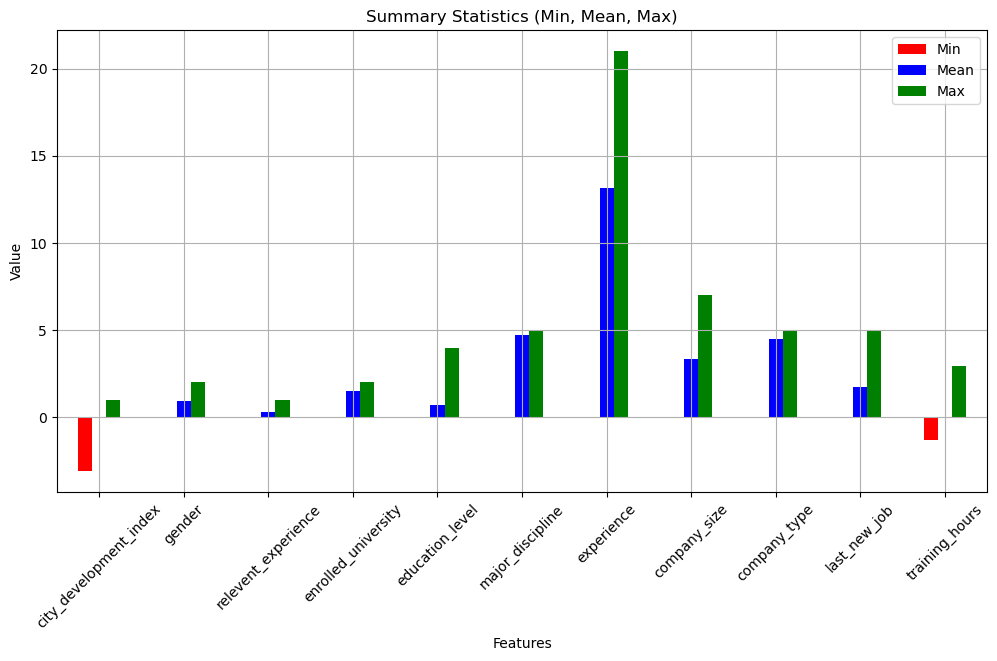 Summary Statistics (Min, Mean, Max)
Min
Mean
Max
20
15
10
5
0
Value
city_development_index
gender
relevent_experience
enrolled_university
education_level
major_discipline
experience
company_size
company_type
last_new_job
training_hours
Features